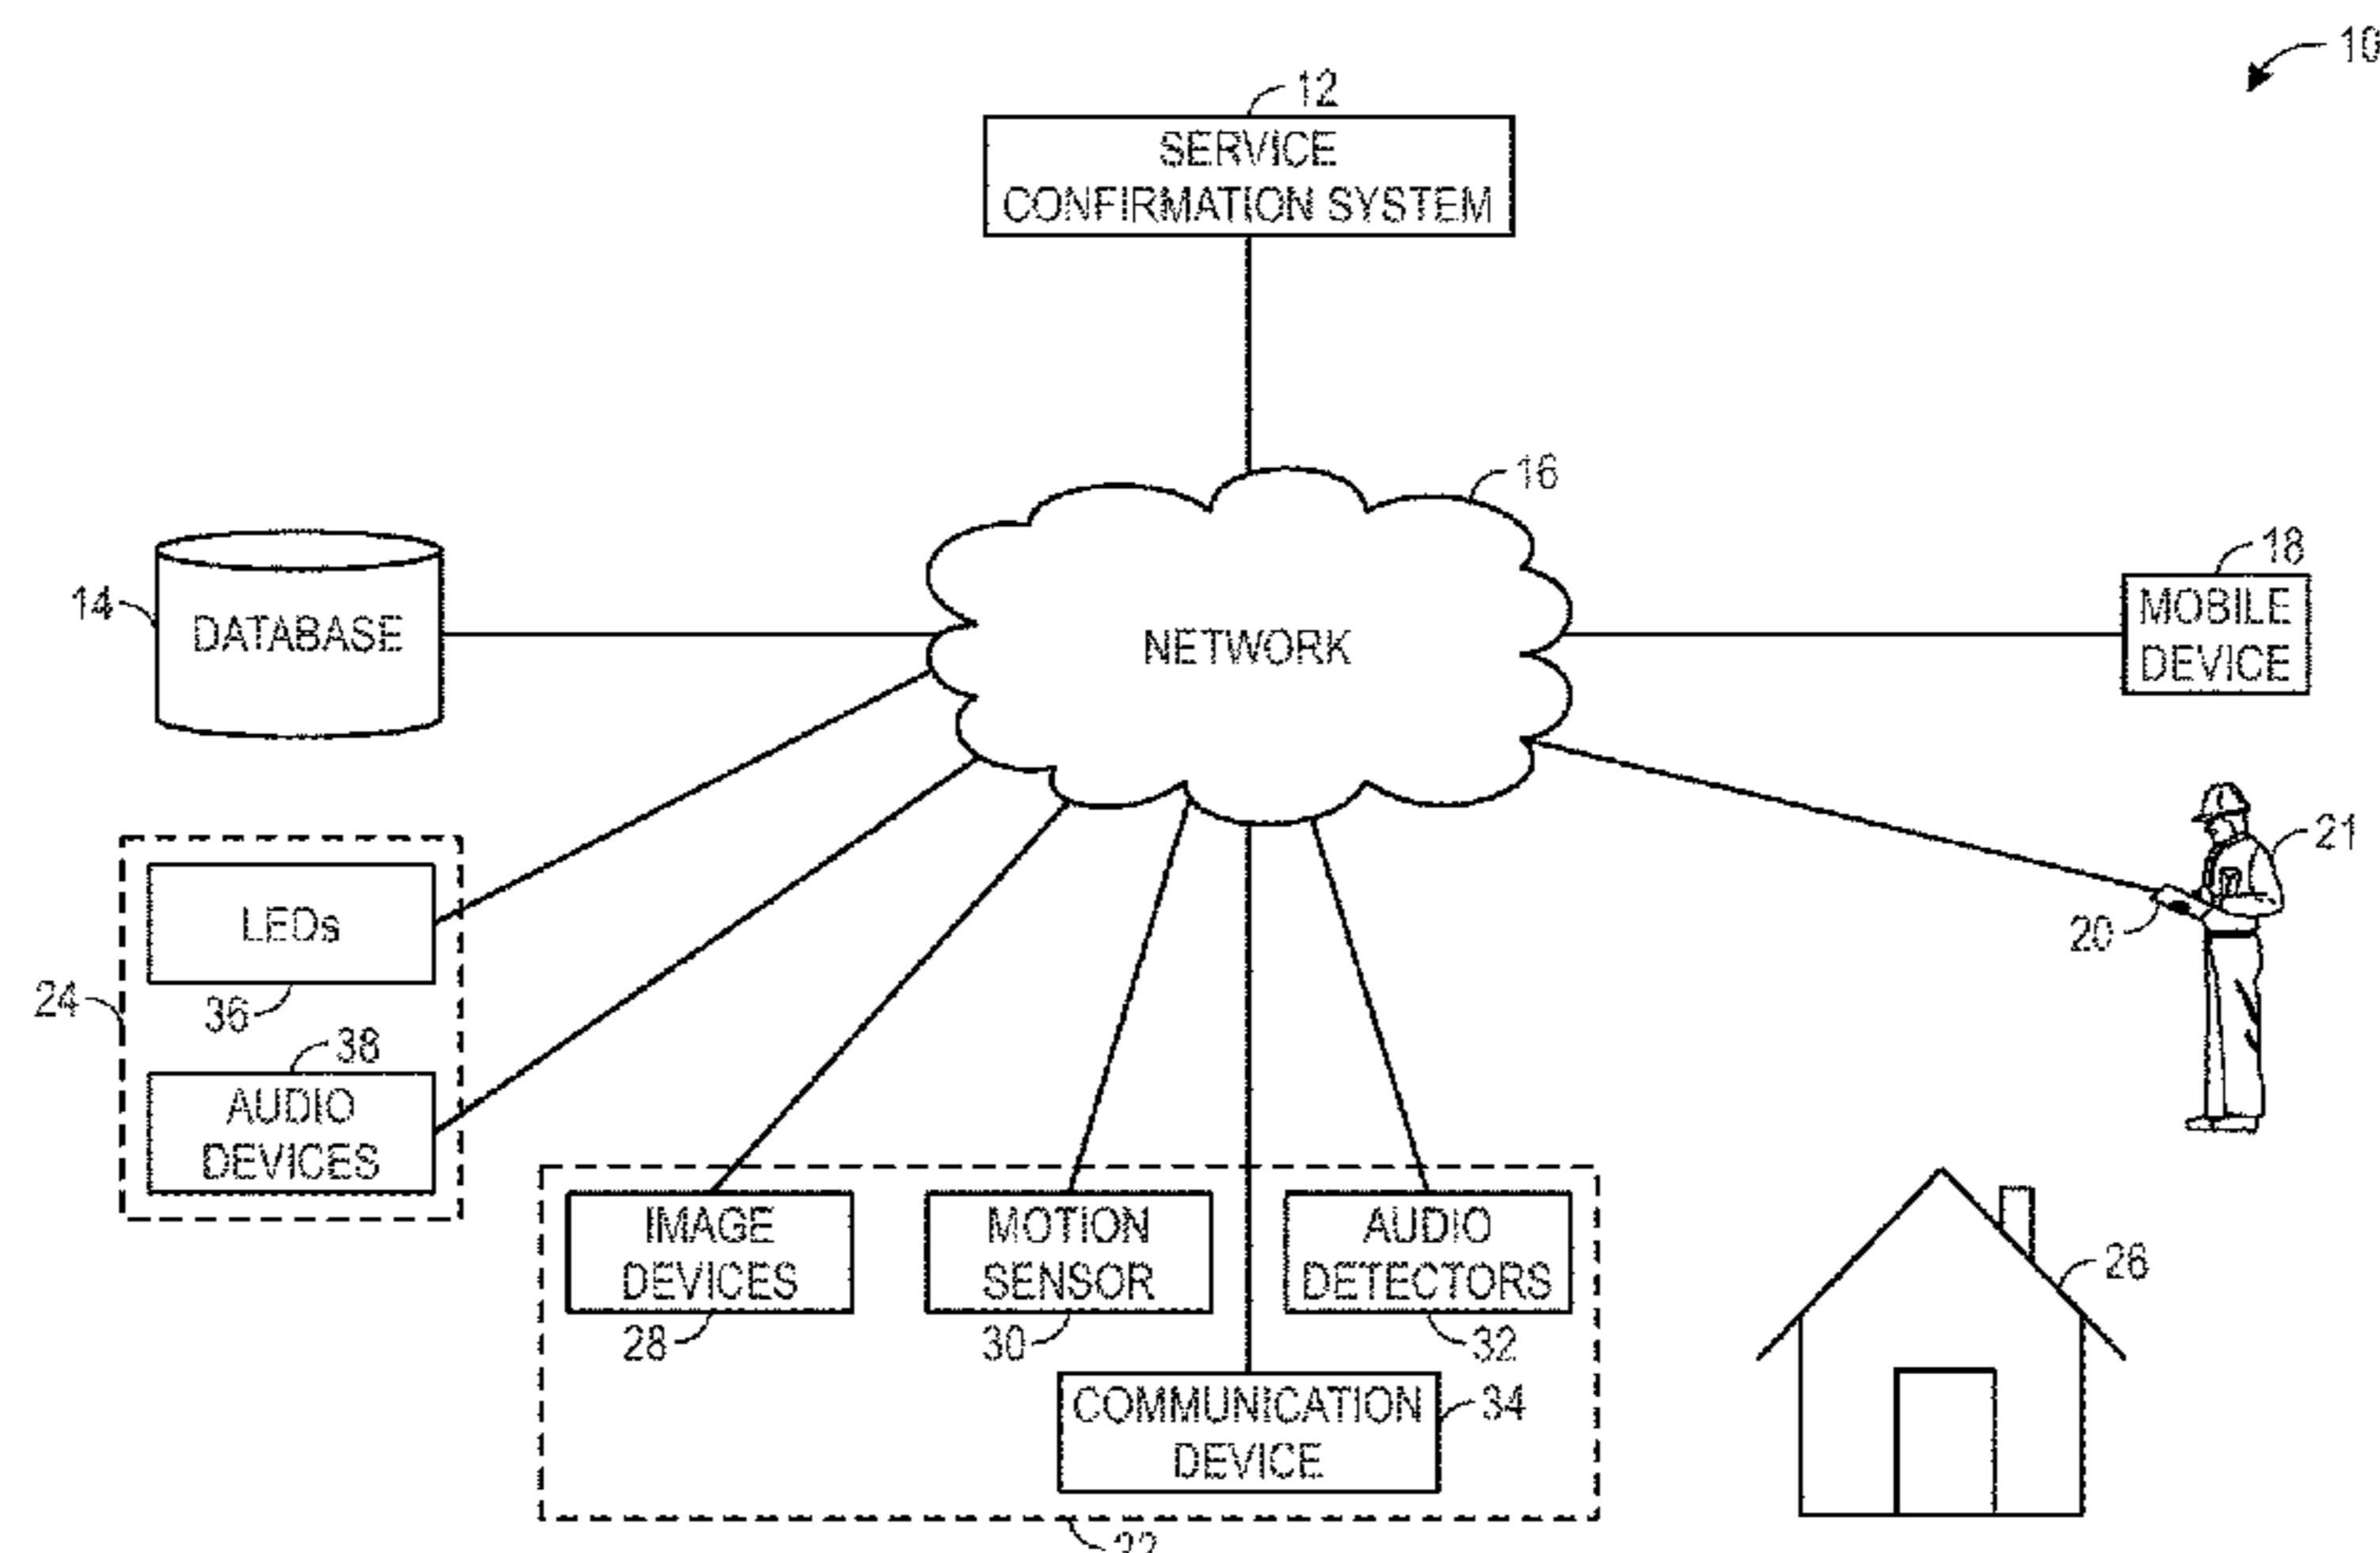 10
12
SERVICE
CONFIRMATION SYSTEM
16
NETWORK
14
DATABASE
18
MOBILE
DEVICE
21
20
24
LEDs
36
38
AUDIO
DEVICES
IMAGE
DEVICES
28
MOTION
SENSOR
30
AUDIO
DETECTORS
32
COMMUNICATION
DEVICE
34
26